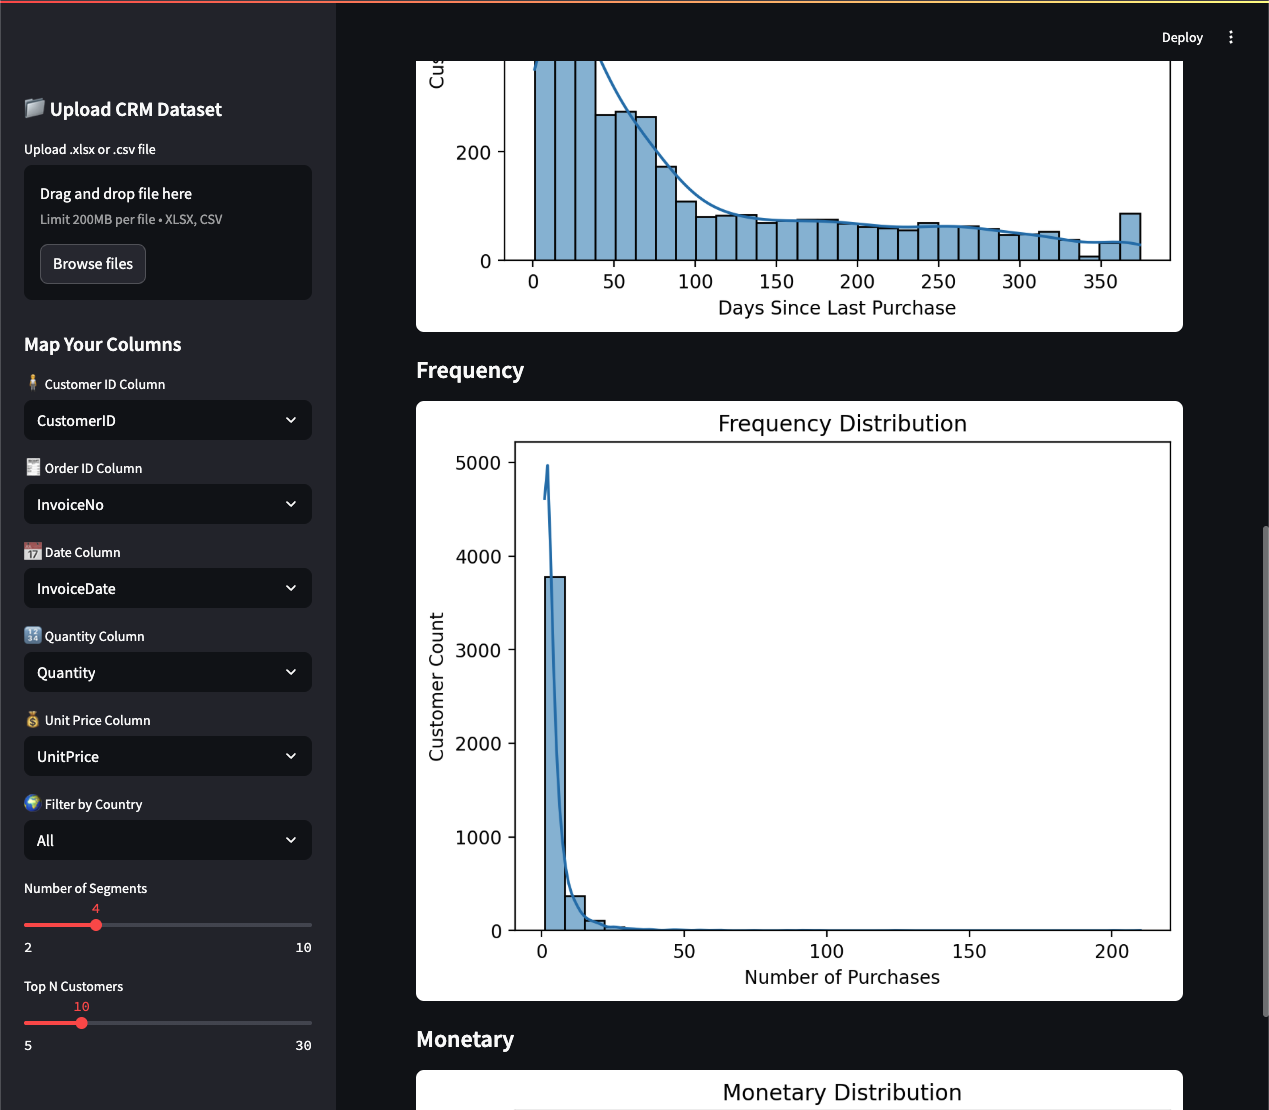 Deploy
Upload CRM Dataset
Upload .xlsx or .csv file
Drag and drop file here
Limit 200MB per file • XLSX, CSV
Browse files
Map Your Columns
Customer ID Column
CustomerID
Order ID Column
InvoiceNo
17
Date Column
InvoiceDate
1234
Quantity Column
Quantity
Unit Price Column
UnitPrice
Filter by Country
All
Number of Segments
4
2
10
Top N Customers
10
5
30
Cus
200
0
0
50
100
150
200
250
300
350
Days Since Last Purchase
Frequency
Frequency Distribution
Customer Count
5000
4000
3000
2000
1000
0
0
50
100
150
200
Number of Purchases
Monetary
Monetary Distribution